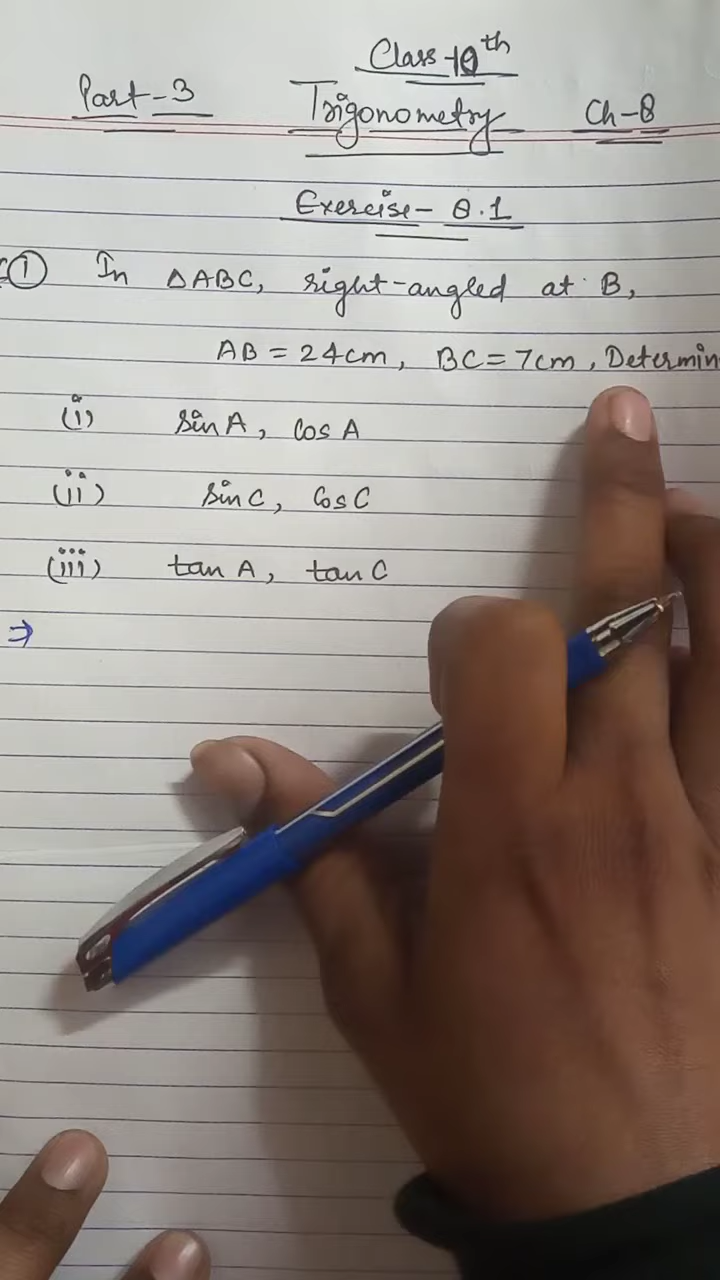 Class-10th
Part-3 Trigonometry Ch-8
Exercise- 8.1
① In △ABC, right-angled at B,
AB = 24cm, BC = 7cm, Determin
(i) sin A, cos A
(ii) sin C, cos C
(iii) tan A, tan C
⇒